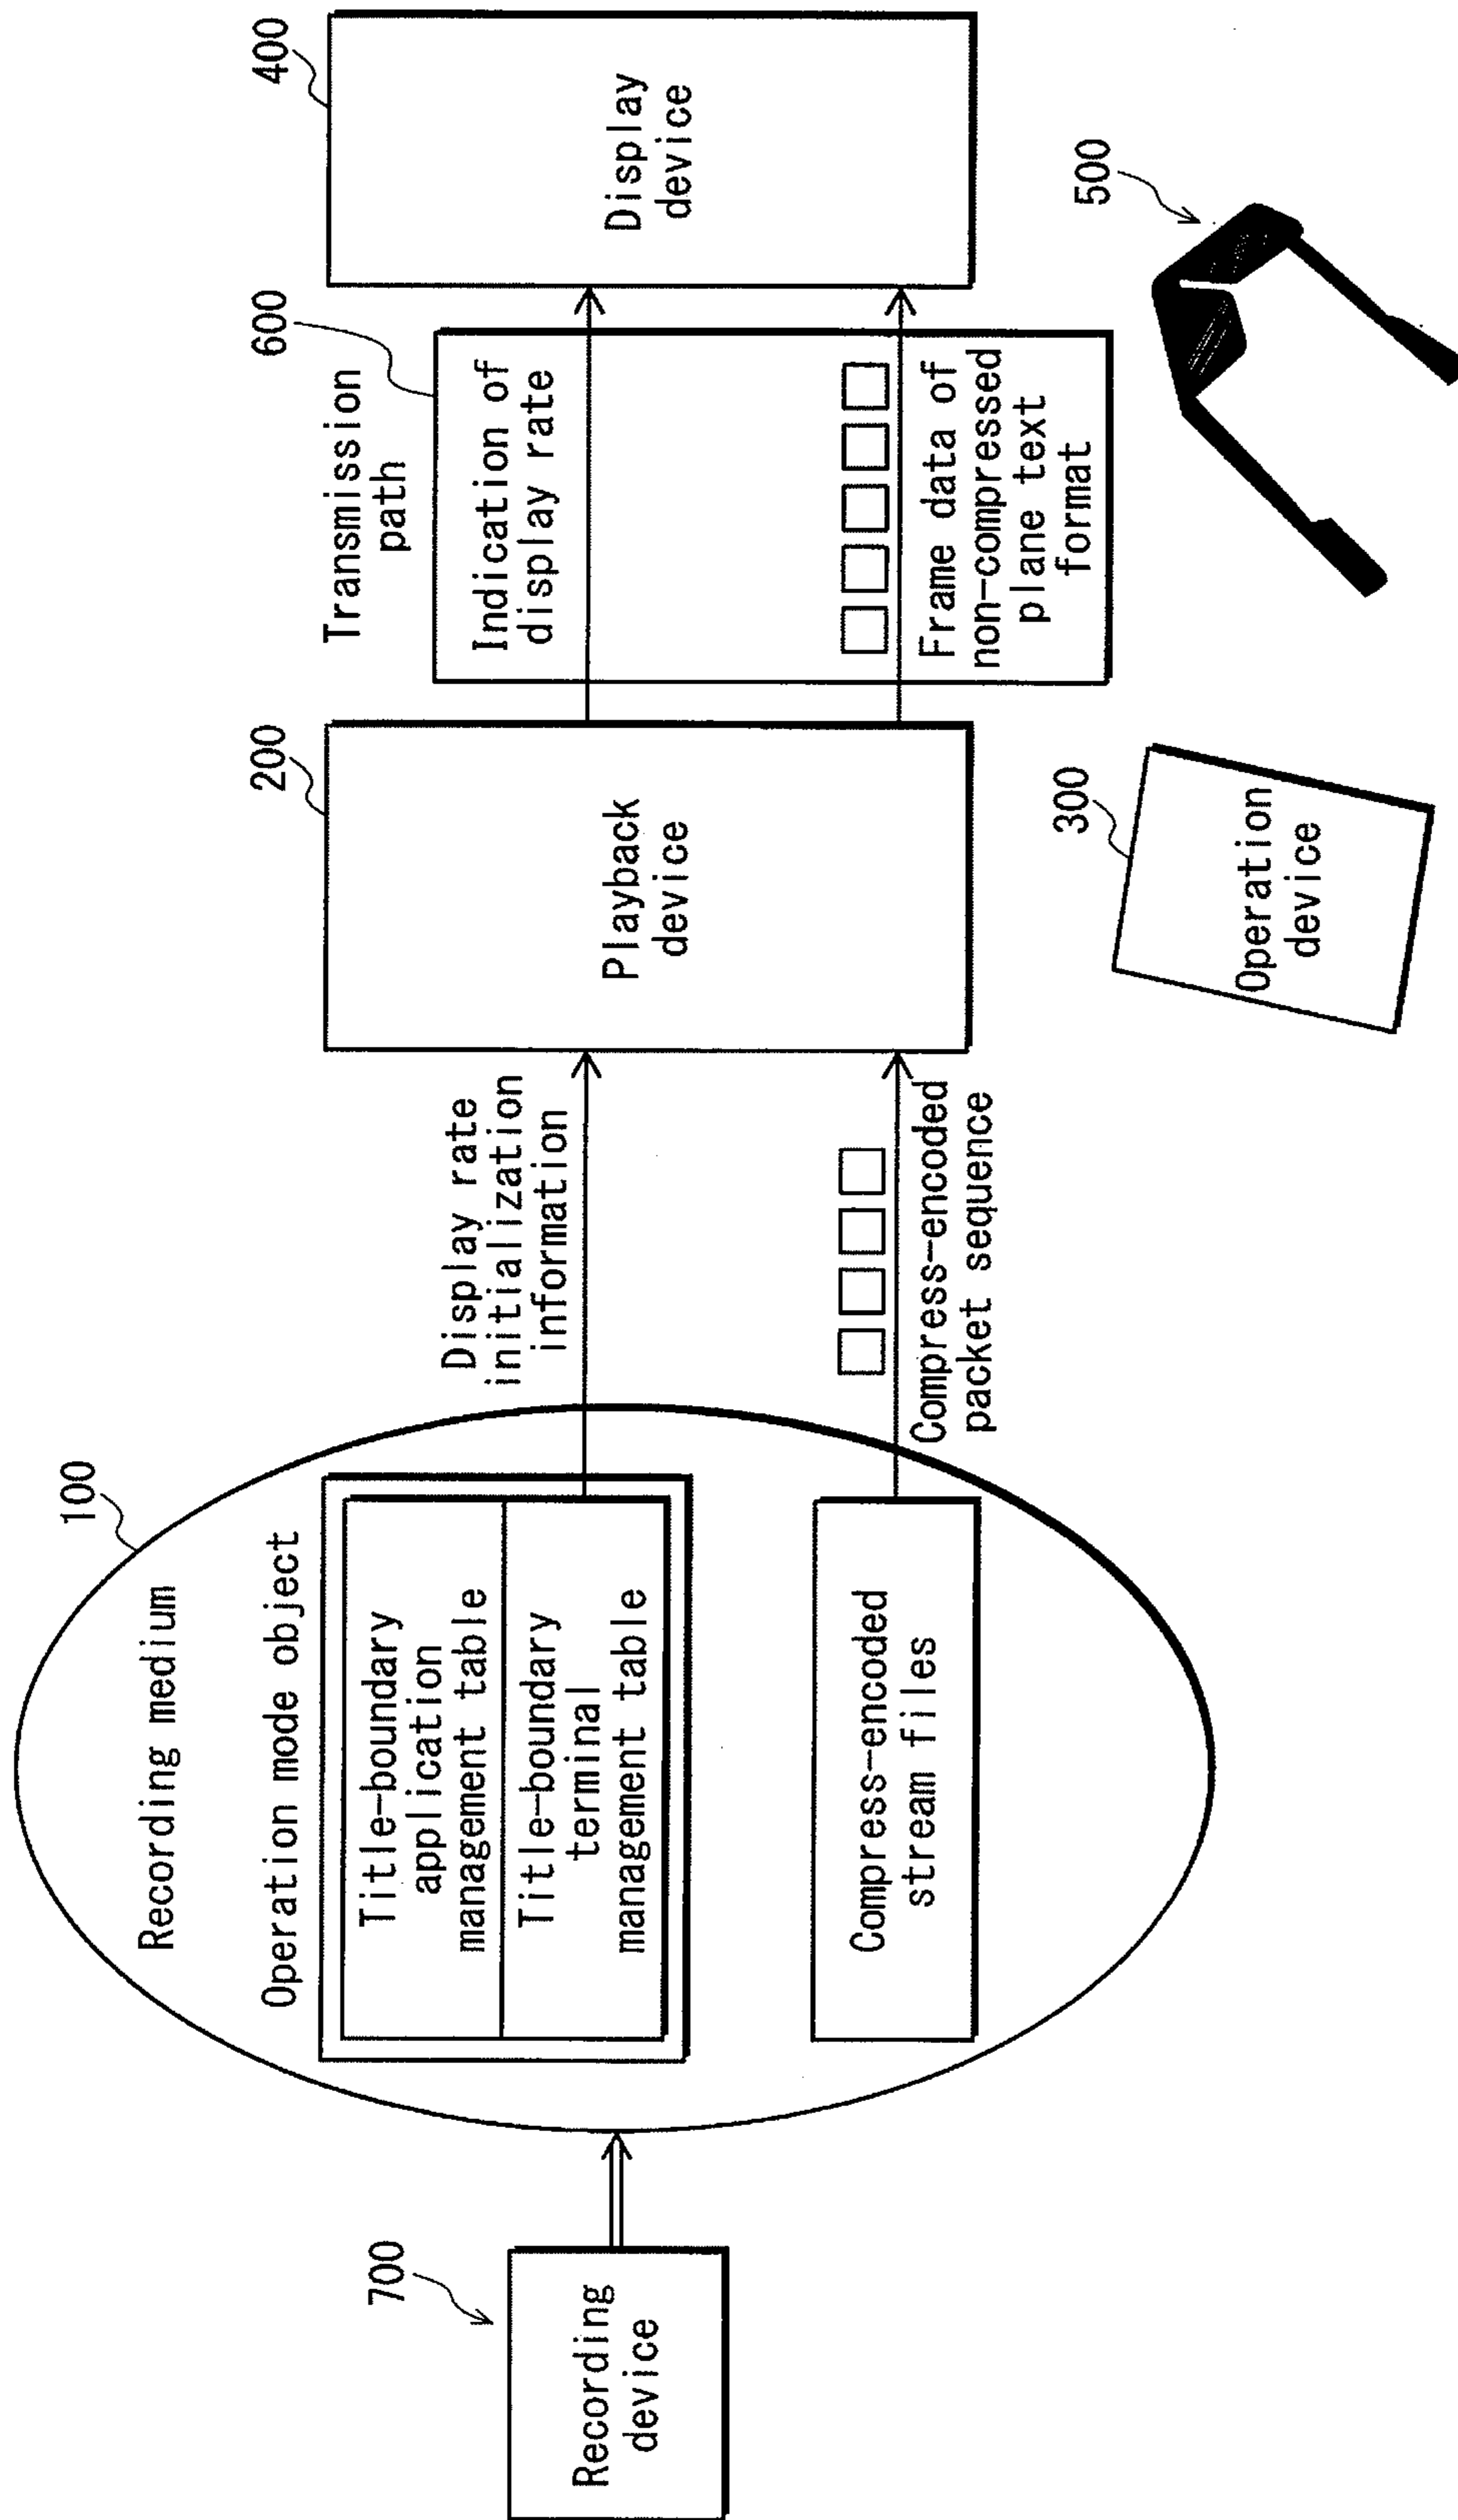 700
Recording
device
100
Recording medium
Operation mode object
Title-boundary
application
management table
Title-boundary
terminal
management table
Compress-encoded
stream files
Display rate
initialization
information
Compress-encoded
packet sequence
200
Playback
device
300
Operation
device
Transmission
path
600
Indication of
display rate
Frame data of
non-compressed
plane text
format
400
Display
device
500